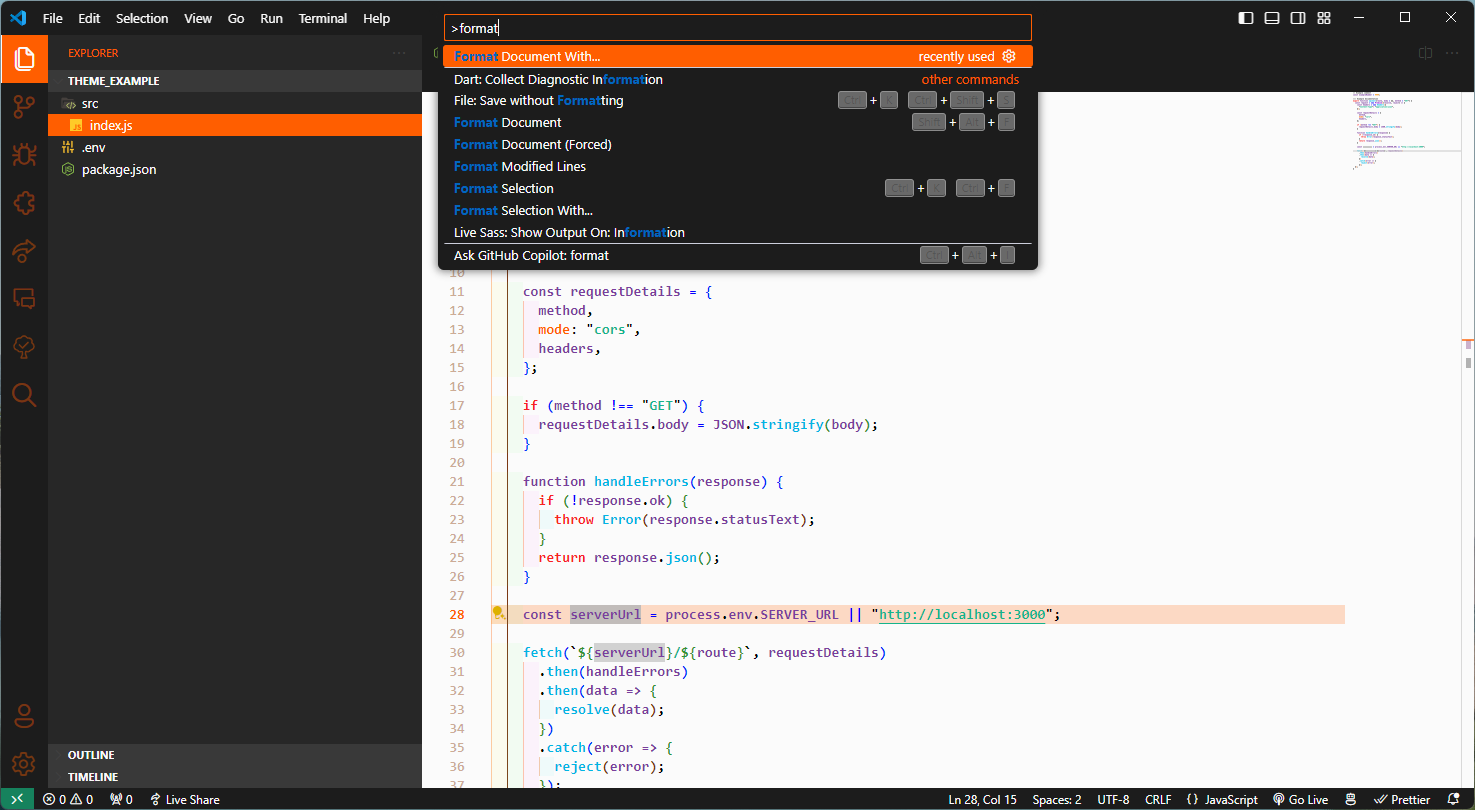 File Edit Selection View Go Run Terminal Help
>format
EXPLORER
Format Document With... recently used
THEME_EXAMPLE
Dart: Collect Diagnostic Information other commands
src
File: Save without Formatting Ctrl + K Ctrl + Shift + S
index.js
Format Document Shift + Alt + F
.env
Format Document (Forced)
package.json
Format Modified Lines
Format Selection Ctrl + K Ctrl + F
Format Selection With...
Live Sass: Show Output On: Information
Ask GitHub Copilot: format Ctrl + Alt +
10
11 const requestDetails = {
12 method,
13 mode: "cors",
14 headers,
15 };
16
17 if (method !== "GET") {
18 requestDetails.body = JSON.stringify(body);
19 }
20
21 function handleErrors(response) {
22 if (!response.ok) {
23 throw Error(response.statusText);
24 }
25 return response.json();
26 }
27
28 const serverUrl = process.env.SERVER_URL || "http://localhost:3000";
29
30 fetch(`${serverUrl}/${route}`, requestDetails)
31 .then(handleErrors)
32 .then(data => {
33 resolve(data);
34 })
35 .catch(error => {
36 reject(error);
37 });
OUTLINE
TIMELINE
0 0 0 Live Share Ln 28, Col 15 Spaces: 2 UTF-8 CRLF {} JavaScript Go Live Prettier